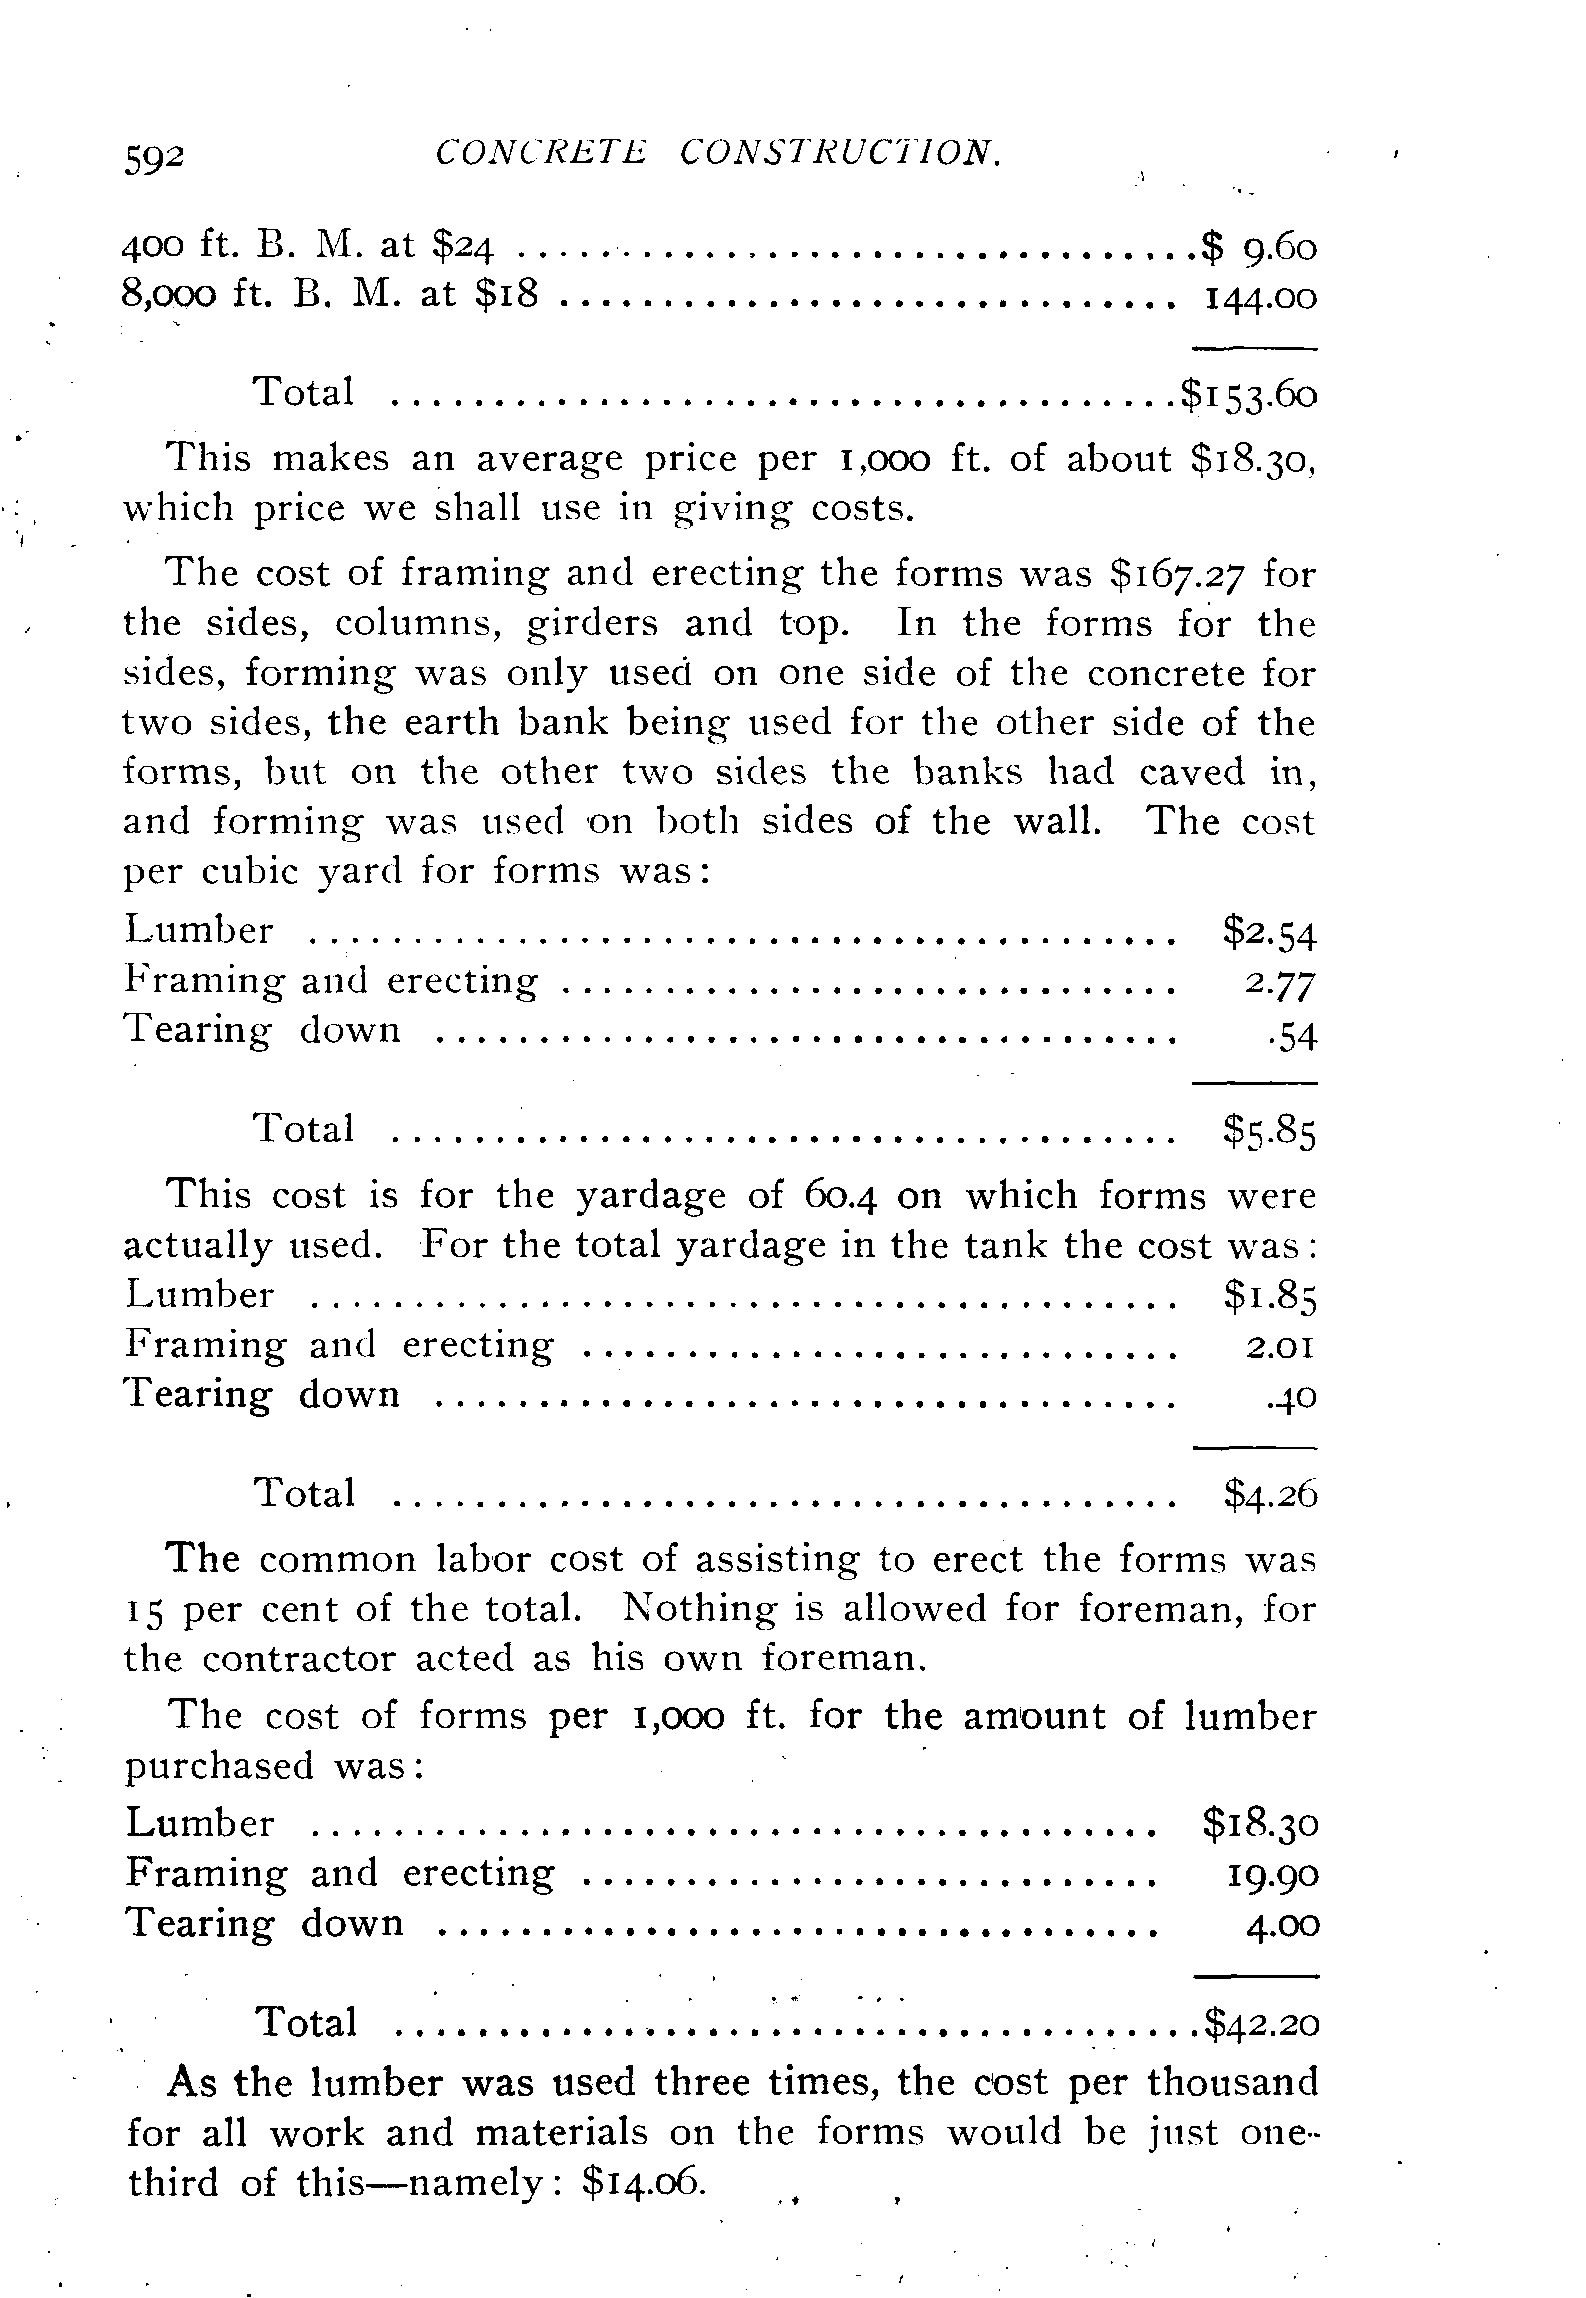 592 CONCRETE CONSTRUCTION.
400 ft. B. M. at $24 ................................. $ 9.60
8,000 ft. B. M. at $18 .............................. 144.00
Total ......................................$153.60
This makes an average price per 1,000 ft. of about $18.30,
which price we shall use in giving costs.
The cost of framing and erecting the forms was $167.27 for
the sides, columns, girders and top. In the forms for the
sides, forming was only used on one side of the concrete for
two sides, the earth bank being used for the other side of the
forms, but on the other two sides the banks had caved in,
and forming was used on both sides of the wall. The cost
per cubic yard for forms was:
Lumber .......................................... $2.54
Framing and erecting .............................. 2.77
Tearing down .................................... .54
Total ...................................... $5.85
This cost is for the yardage of 60.4 on which forms were
actually used. For the total yardage in the tank the cost was:
Lumber .......................................... $1.85
Framing and erecting ............................. 2.01
Tearing down .................................... .40
Total ...................................... $4.26
The common labor cost of assisting to erect the forms was
15 per cent of the total. Nothing is allowed for foreman, for
the contractor acted as his own foreman.
The cost of forms per 1,000 ft. for the amount of lumber
purchased was:
Lumber ......................................... $18.30
Framing and erecting ............................ 19.90
Tearing down ................................... 4.00
Total .......................................$42.20
As the lumber was used three times, the cost per thousand
for all work and materials on the forms would be just one-
third of this—namely: $14.06.